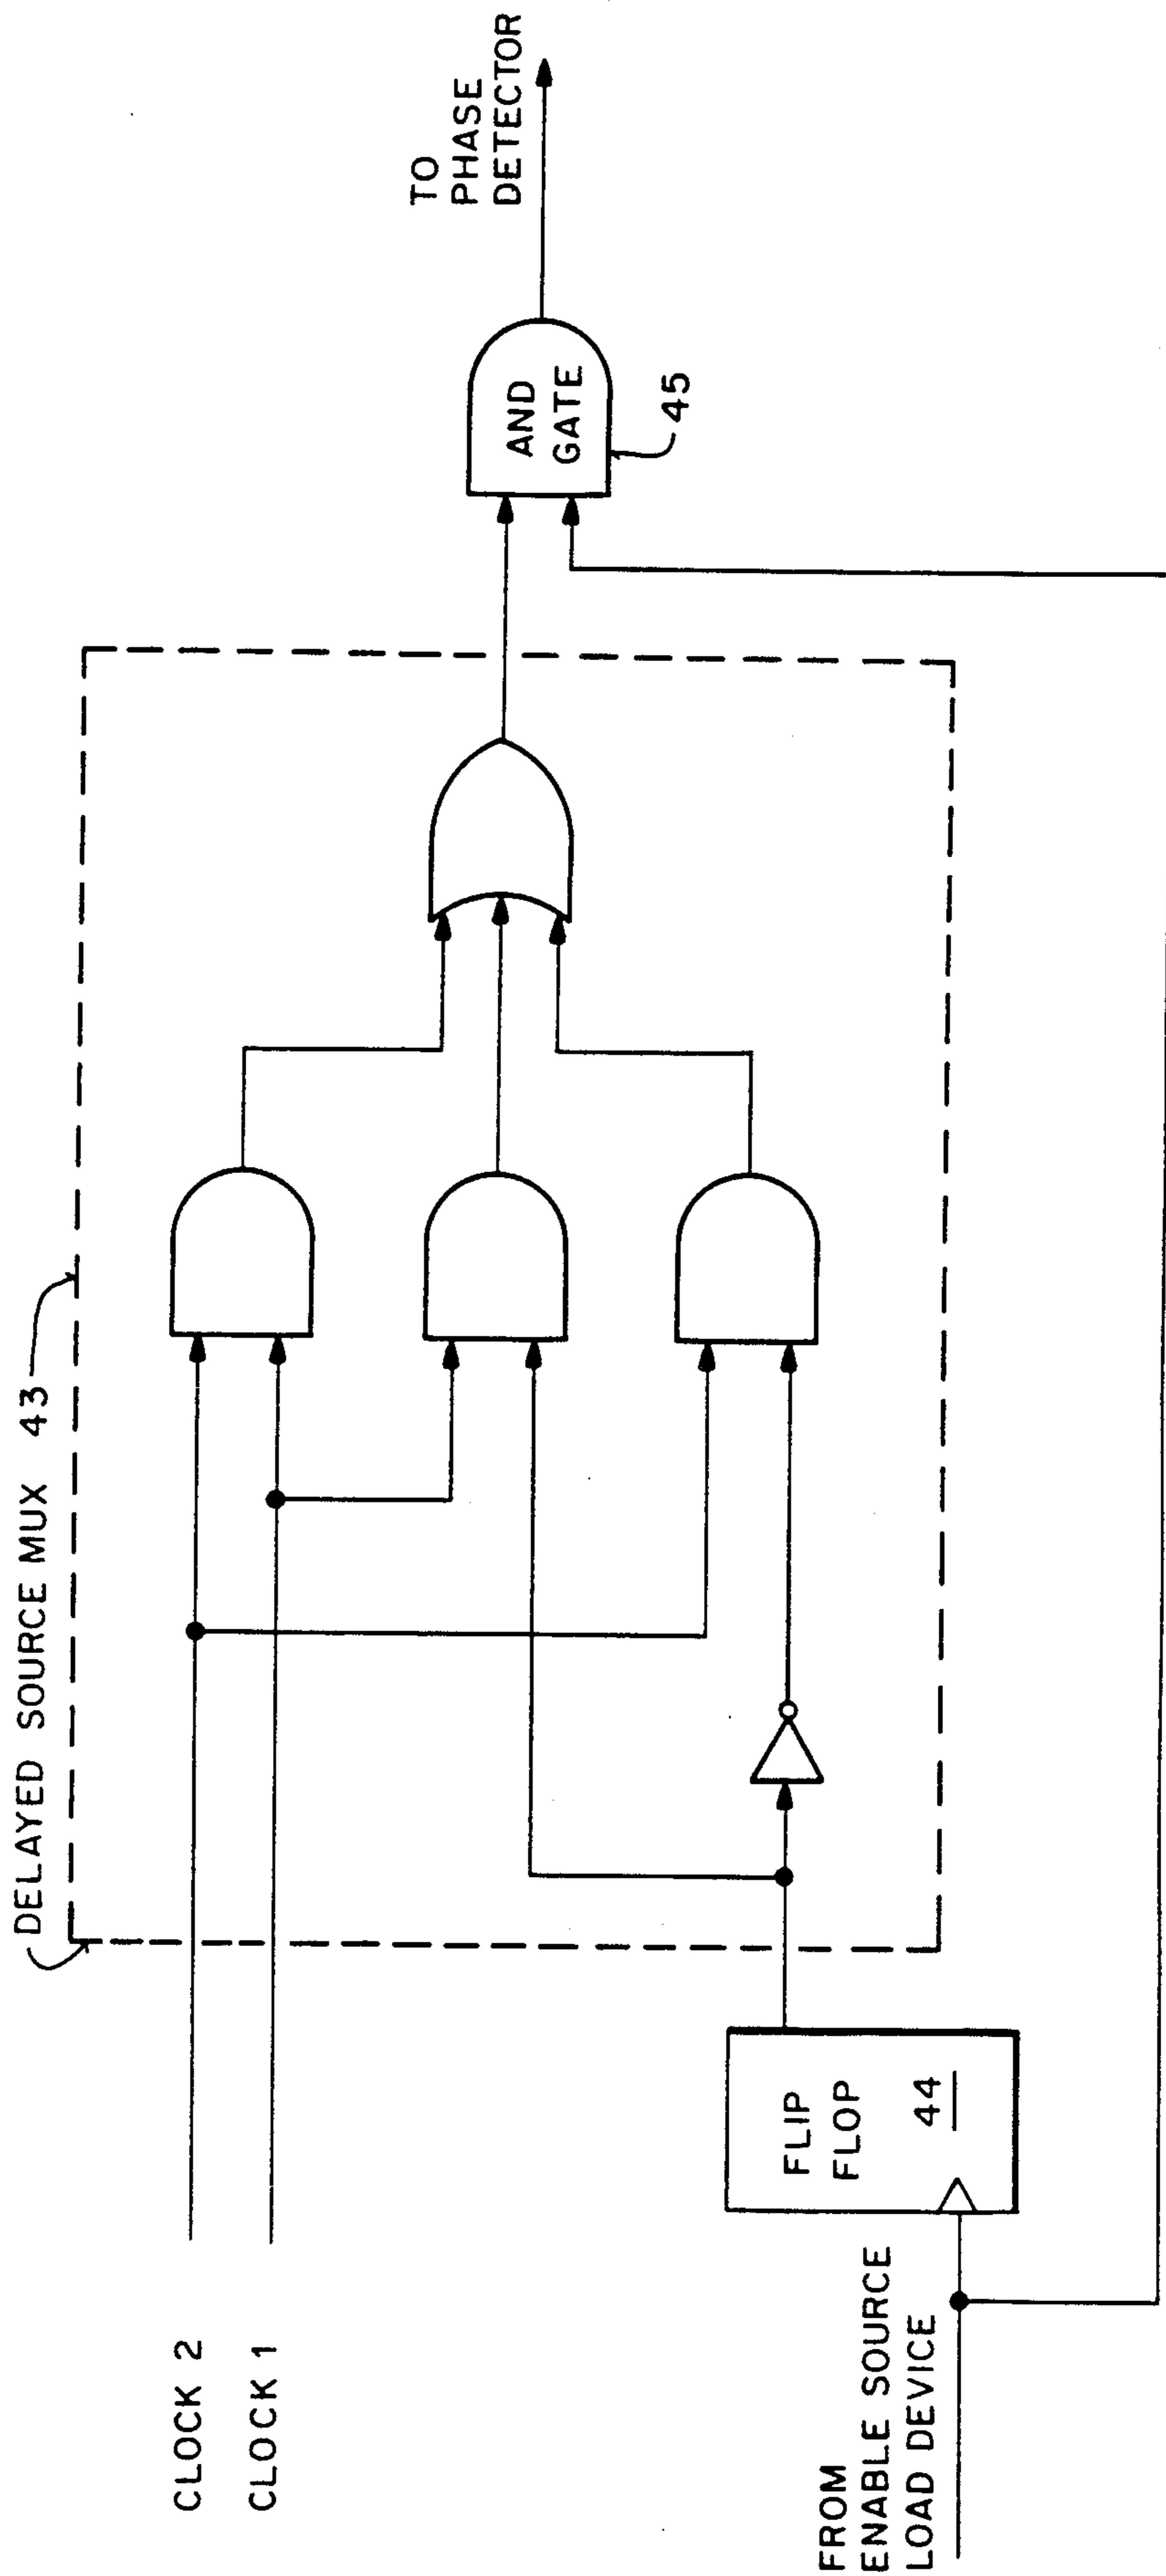 DELAYED SOURCE MUX 43
CLOCK 2
CLOCK 1
TO
PHASE
DETECTOR
AND
GATE
45
FLIP
FLOP
44
FROM
ENABLE SOURCE
LOAD DEVICE